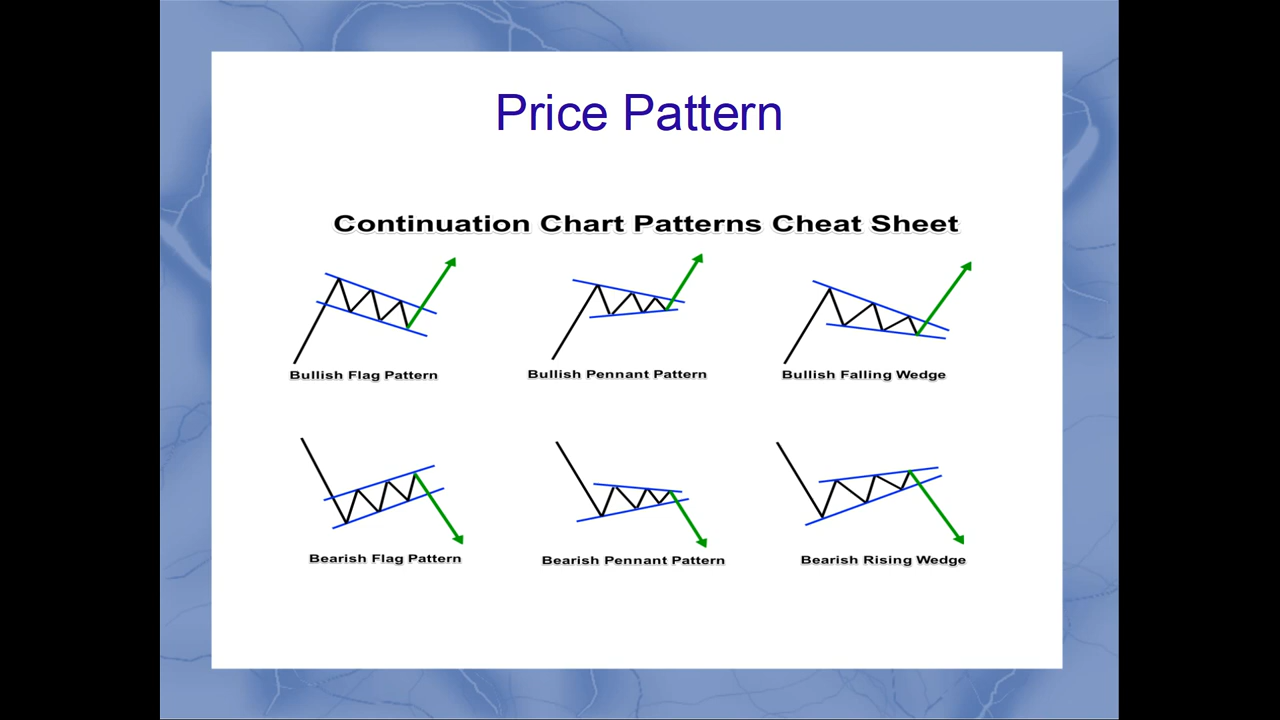 Price Pattern
Continuation Chart Patterns Cheat Sheet
Bullish Flag Pattern
Bullish Pennant Pattern
Bullish Falling Wedge
Bearish Flag Pattern
Bearish Pennant Pattern
Bearish Rising Wedge